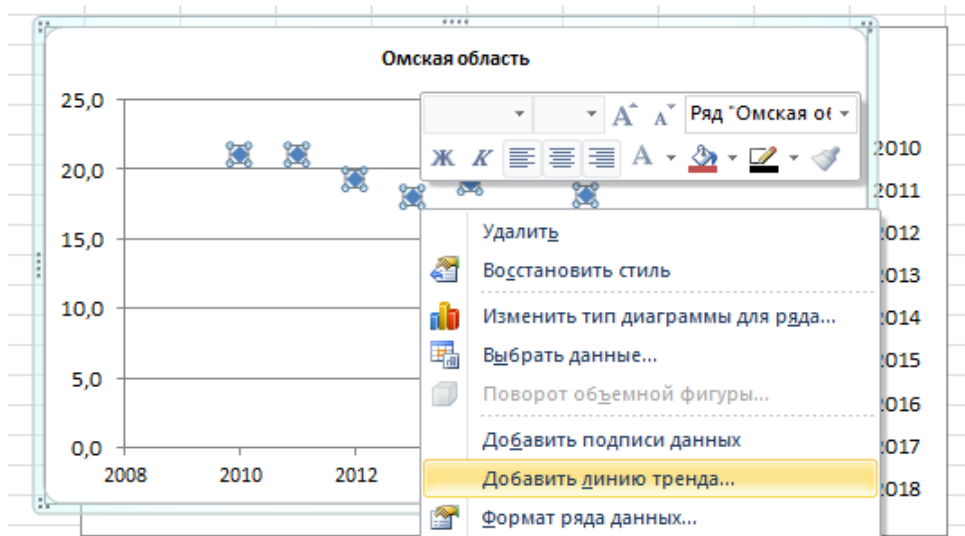 Омская область
25,0
20,0
15,0
10,0
5,0
0,0
2008
2010
2012
Ряд "Омская об
Ж К А
Удалить
Восстановить стиль
Изменить тип диаграммы для ряда...
Выбрать данные...
Поворот объемной фигуры...
Добавить подписи данных
Добавить линию тренда...
Формат ряда данных...
2010
2011
2012
2013
2014
2015
2016
2017
2018